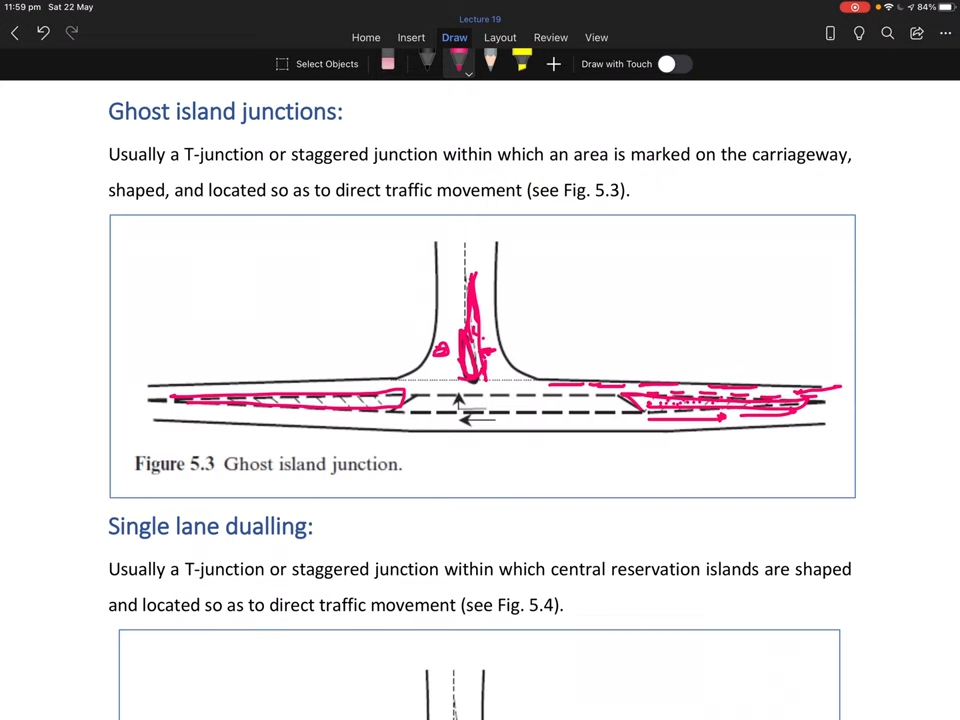 11:59 pm Sat 22 May
84%
Lecture 19
Home Insert Draw Layout Review View
Select Objects
Draw with Touch
Ghost island junctions:
Usually a T-junction or staggered junction within which an area is marked on the carriageway,
shaped, and located so as to direct traffic movement (see Fig. 5.3).
Figure 5.3 Ghost island junction.
Single lane dualling:
Usually a T-junction or staggered junction within which central reservation islands are shaped
and located so as to direct traffic movement (see Fig. 5.4).